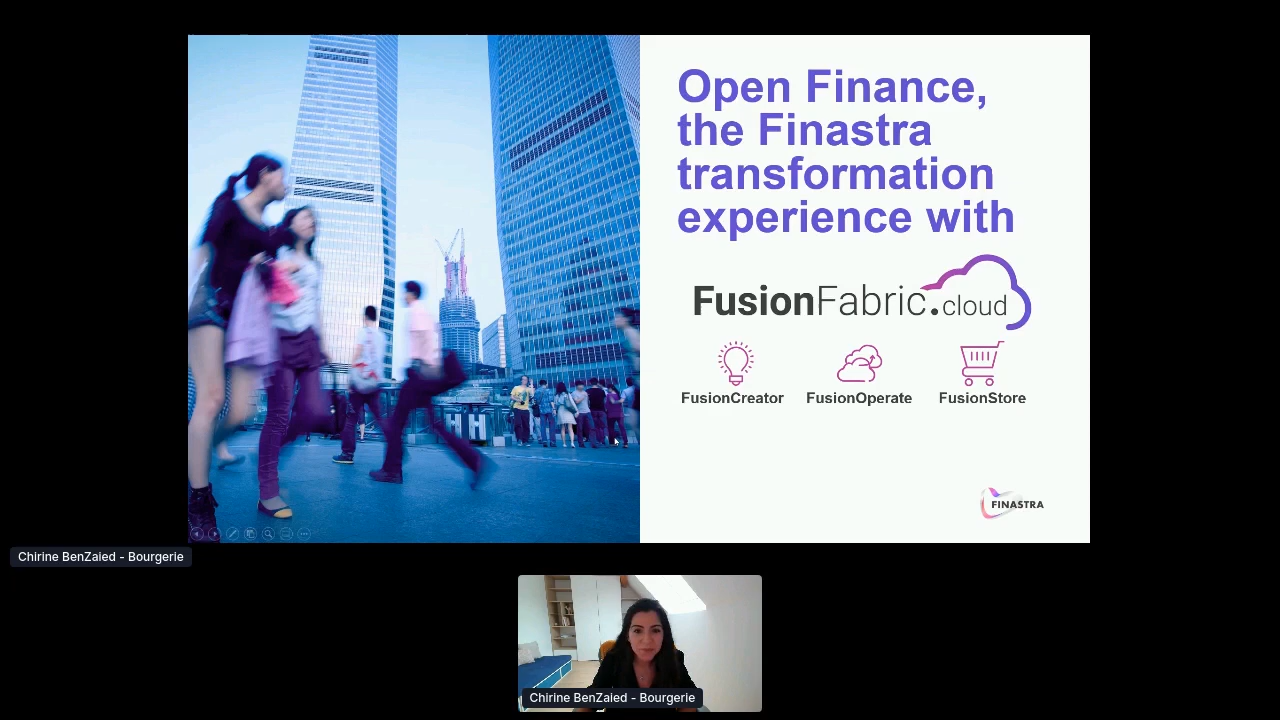 Open Finance,
the Finastra
transformation
experience with
FusionFabric.cloud
FusionCreator FusionOperate FusionStore
FINASTRA
Chirine BenZaied - Bourgerie
Chirine BenZaied - Bourgerie